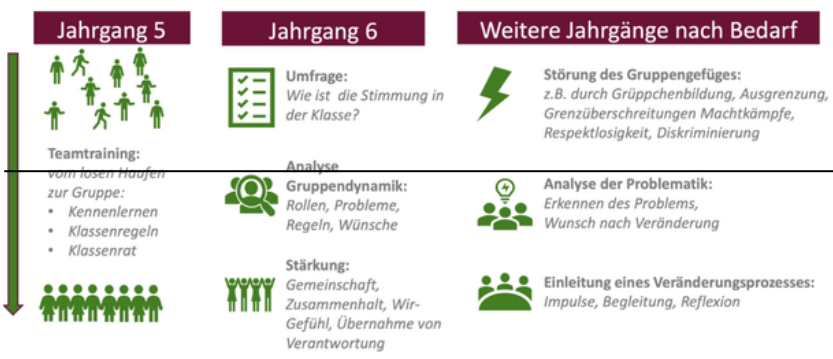 Jahrgang 5
Teamtraining:
vom losen Haufen
zur Gruppe:
• Kennenlernen
• Klassenregeln
• Klassenrat
Jahrgang 6
Umfrage:
Wie ist die Stimmung in
der Klasse?
Analyse
Gruppendynamik:
Rollen, Probleme,
Regeln, Wünsche
Stärkung:
Gemeinschaft,
Zusammenhalt, Wir-
Gefühl, Übernahme von
Verantwortung
Weitere Jahrgänge nach Bedarf
Störung des Gruppengefüges:
z.B. durch Grüppchenbildung, Ausgrenzung,
Grenzüberschreitungen Machtkämpfe,
Respektlosigkeit, Diskriminierung
Analyse der Problematik:
Erkennen des Problems,
Wunsch nach Veränderung
Einleitung eines Veränderungsprozesses:
Impulse, Begleitung, Reflexion